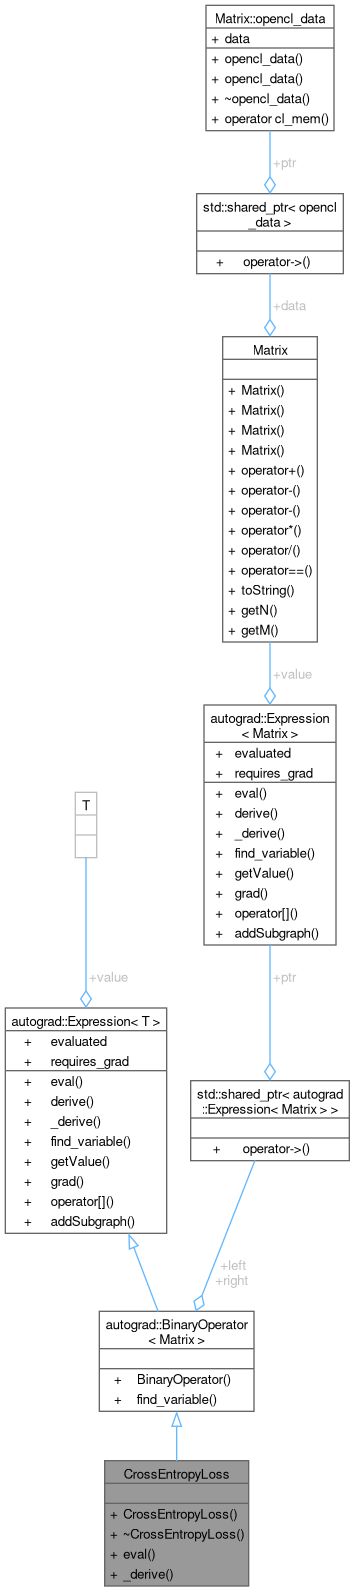 Matrix::opencl_data
+ data
+ opencl_data()
+ opencl_data()
+ ~opencl_data()
+ operator cl_mem()
+ptr
std::shared_ptr< opencl
_data >
+ operator->()
+data
Matrix
+ Matrix()
+ Matrix()
+ Matrix()
+ Matrix()
+ operator+()
+ operator-()
+ operator-()
+ operator*()
+ operator/()
+ operator==()
+ toString()
+ getN()
+ getM()
+value
autograd::Expression
< Matrix >
+ evaluated
+ requires_grad
+ eval()
+ derive()
+ _derive()
+ find_variable()
+ getValue()
+ grad()
+ operator[]()
+ addSubgraph()
T
+value
+ptr
autograd::Expression< T >
+ evaluated
+ requires_grad
+ eval()
+ derive()
+ _derive()
+ find_variable()
+ getValue()
+ grad()
+ operator[]()
+ addSubgraph()
std::shared_ptr< autograd
::Expression< Matrix > >
+ operator->()
+left
+right
autograd::BinaryOperator
< Matrix >
+ BinaryOperator()
+ find_variable()
CrossEntropyLoss
+ CrossEntropyLoss()
+ ~CrossEntropyLoss()
+ eval()
+ _derive()